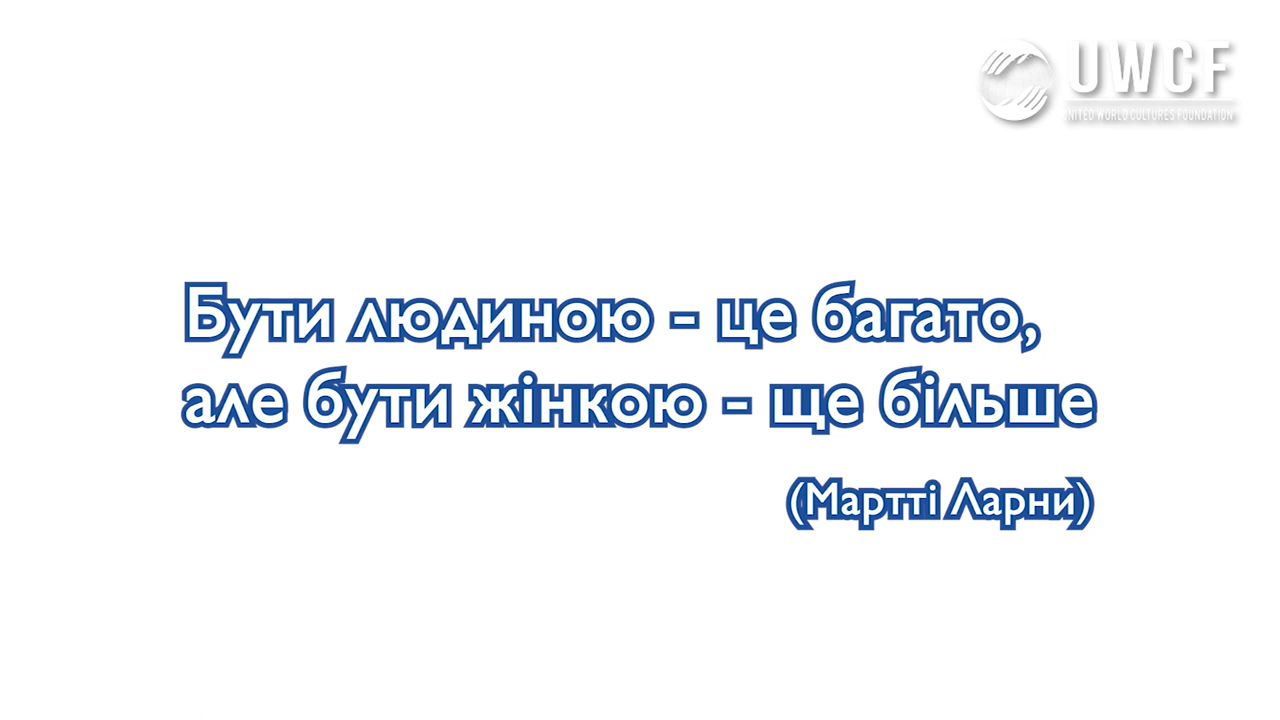 UWCF
UNITED WORLD CULTURES FOUNDATION
Бути людиною - це багато,
але бути жінкою - ще більше
(Мартті Ларни)